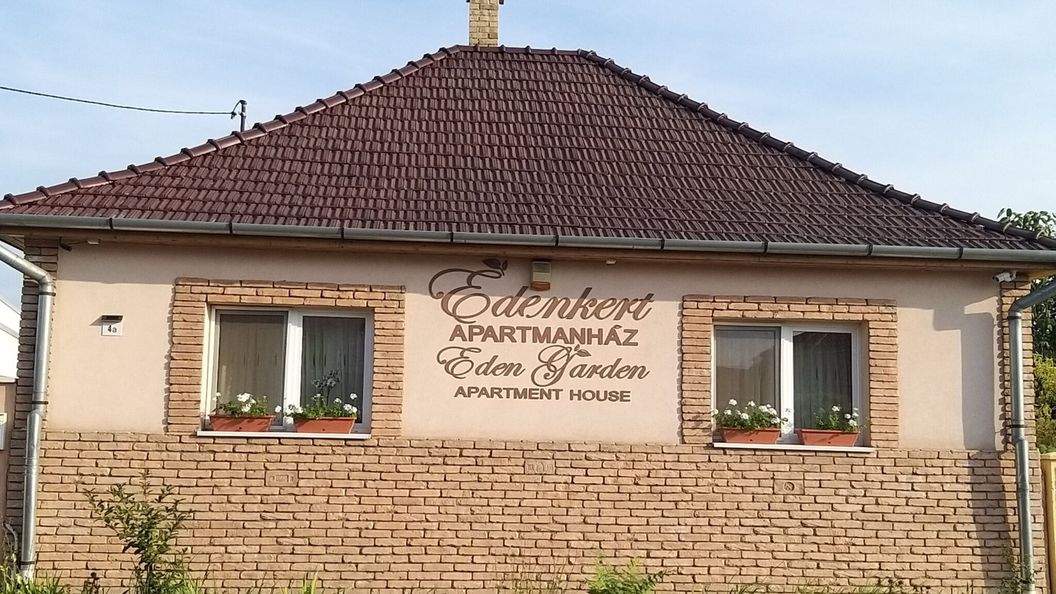 4a
Edenkert
APARTMANHÁZ
Eden Garden
APARTMENT HOUSE